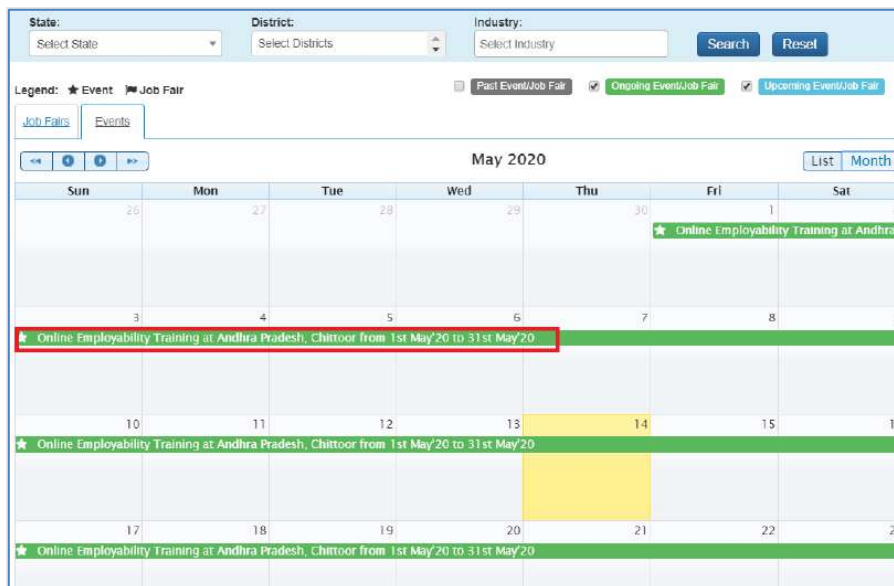 State: District: Industry:
Select State Select Districts Select Industry Search Reset
Legend: Event Job Fair Past Event/Job Fair Ongoing Event/Job Fair Upcoming Event/Job Fair
Job Fairs Events
May 2020 List Month
Sun Mon Tue Wed Thu Fri Sat
26 27 28 29 30 1
Online Employability Training at Andhra
3 4 5 6 7 8
Online Employability Training at Andhra Pradesh, Chittoor from 1st May'20 to 31st May'20
10 11 12 13 14 15 1
Online Employability Training at Andhra Pradesh, Chittoor from 1st May'20 to 31st May'20
17 18 19 20 21 22 2
Online Employability Training at Andhra Pradesh, Chittoor from 1st May'20 to 31st May'20